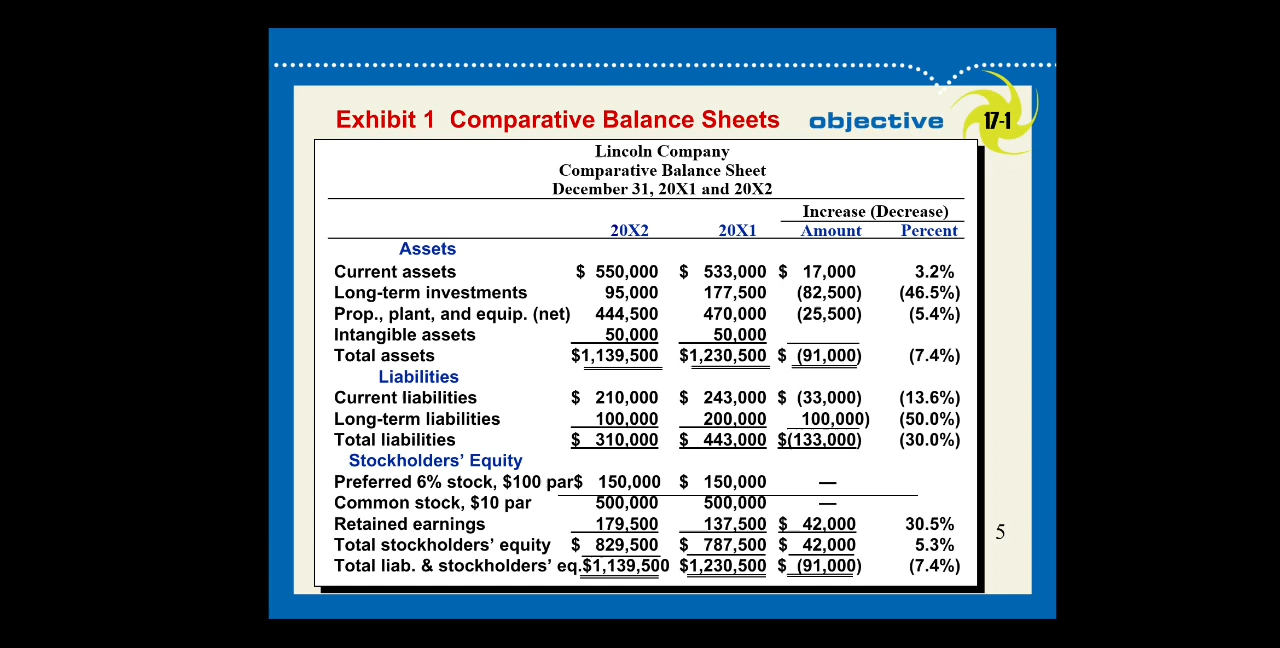 Exhibit 1 Comparative Balance Sheets objective 17-1
Lincoln Company
Comparative Balance Sheet
December 31, 20X1 and 20X2
Increase (Decrease)
20X2 20X1 Amount Percent
Assets
Current assets $ 550,000 $ 533,000 $ 17,000 3.2%
Long-term investments 95,000 177,500 (82,500) (46.5%)
Prop., plant, and equip. (net) 444,500 470,000 (25,500) (5.4%)
Intangible assets 50,000 50,000
Total assets $1,139,500 $1,230,500 $ (91,000) (7.4%)
Liabilities
Current liabilities $ 210,000 $ 243,000 $ (33,000) (13.6%)
Long-term liabilities 100,000 200,000 100,000) (50.0%)
Total liabilities $ 310,000 $ 443,000 $(133,000) (30.0%)
Stockholders’ Equity
Preferred 6% stock, $100 par$ 150,000 $ 150,000 —
Common stock, $10 par 500,000 500,000 —
Retained earnings 179,500 137,500 $ 42,000 30.5%
Total stockholders’ equity $ 829,500 $ 787,500 $ 42,000 5.3%
Total liab. & stockholders’ eq.$1,139,500 $1,230,500 $ (91,000) (7.4%)
5